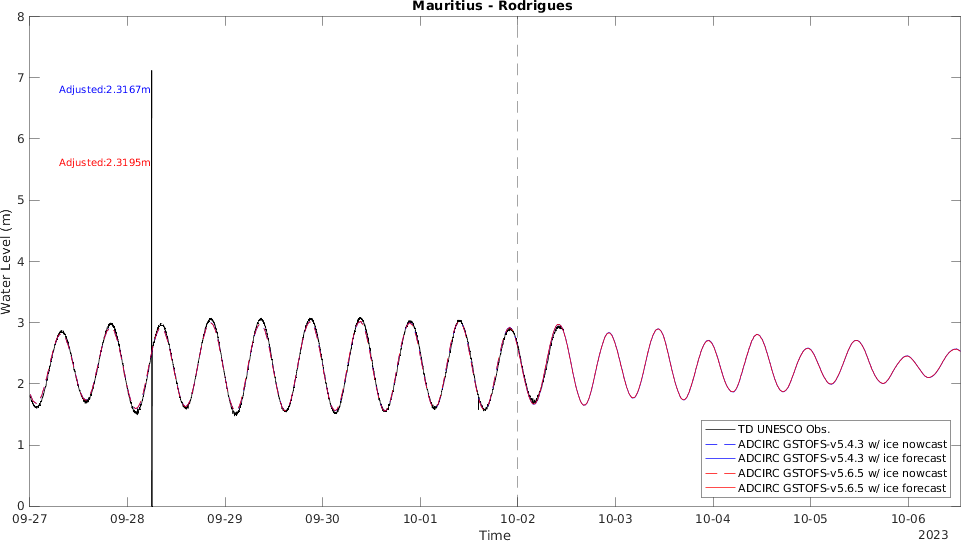 Mauritius - Rodrigues
8
7
6
5
4
3
2
1
0
Water Level (m)
Adjusted:2.3167m
Adjusted:2.3195m
TD UNESCO Obs.
ADCIRC GSTOFS-v5.4.3 w/ ice nowcast
ADCIRC GSTOFS-v5.4.3 w/ ice forecast
ADCIRC GSTOFS-v5.6.5 w/ ice nowcast
ADCIRC GSTOFS-v5.6.5 w/ ice forecast
09-27 09-28 09-29 09-30 10-01 10-02 10-03 10-04 10-05 10-06
Time
2023